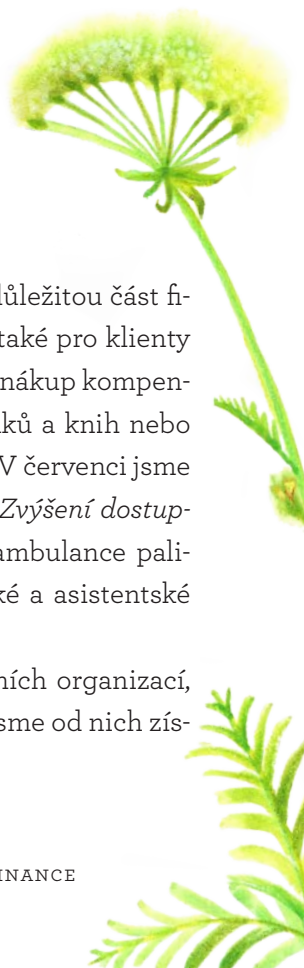 ůležitou část fi-
také pro klienty
nákup kompen-
ků a knih nebo
V červenci jsme
Zvýšení dostup-
ambulance pali-
ké a asistentské
ních organizací,
sme od nich zís-
INANCE